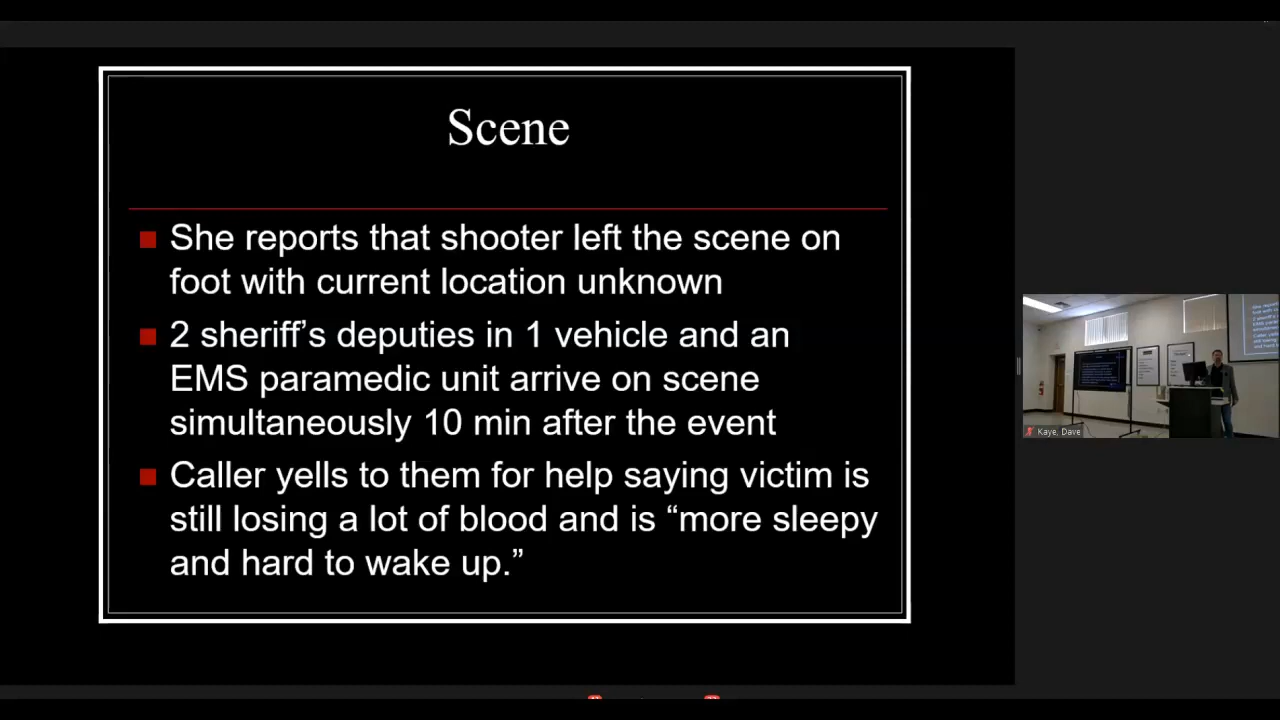 Scene
She reports that shooter left the scene on
foot with current location unknown
2 sheriff’s deputies in 1 vehicle and an
EMS paramedic unit arrive on scene
simultaneously 10 min after the event
Caller yells to them for help saying victim is
still losing a lot of blood and is “more sleepy
and hard to wake up.”
Kaye, Dave